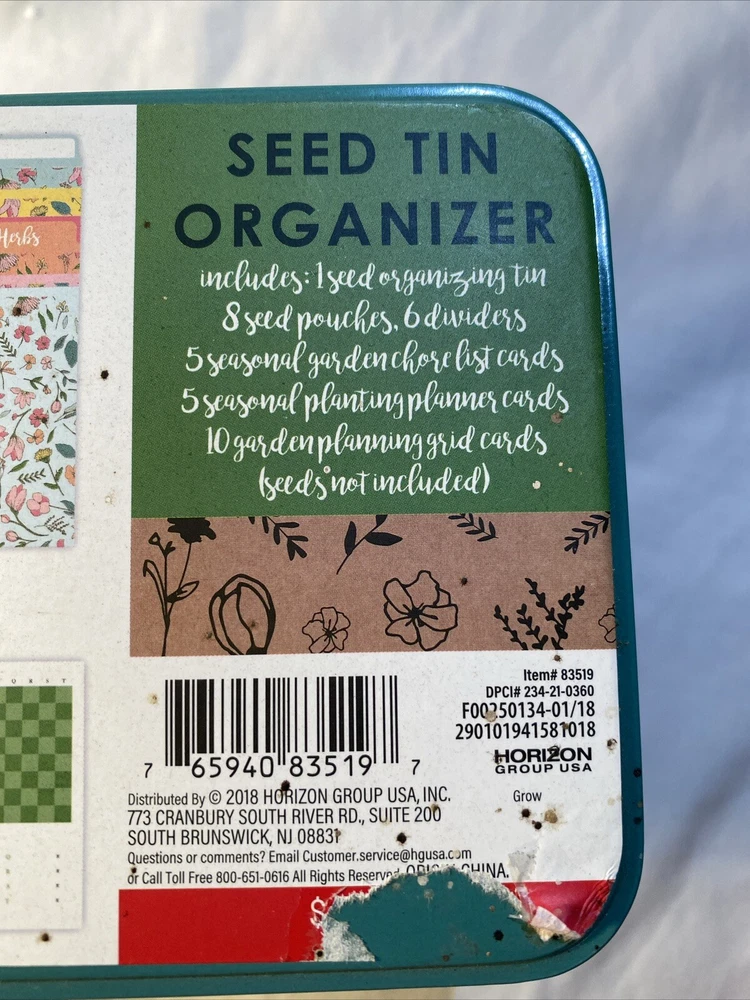 Herbs
SEED TIN
ORGANIZER
includes: 1 seed organizing tin
8 seed pouches, 6 dividers
5 seasonal garden chore list cards
5 seasonal planting planner cards
10 garden planning grid cards
(seeds not included)
Item# 83519
DPCI# 234-21-0360
290101941581018
HORIZON
GROUP USA
7 65940 83519 7
Grow
Distributed By © 2018 HORIZON GROUP USA, INC.
773 CRANBURY SOUTH RIVER RD., SUITE 200
SOUTH BRUNSWICK, NJ 08831
Questions or comments? Email Customer.service@hgusa.com
or Call Toll Free 800-651-0616 All Rights Reserved. CHINA.